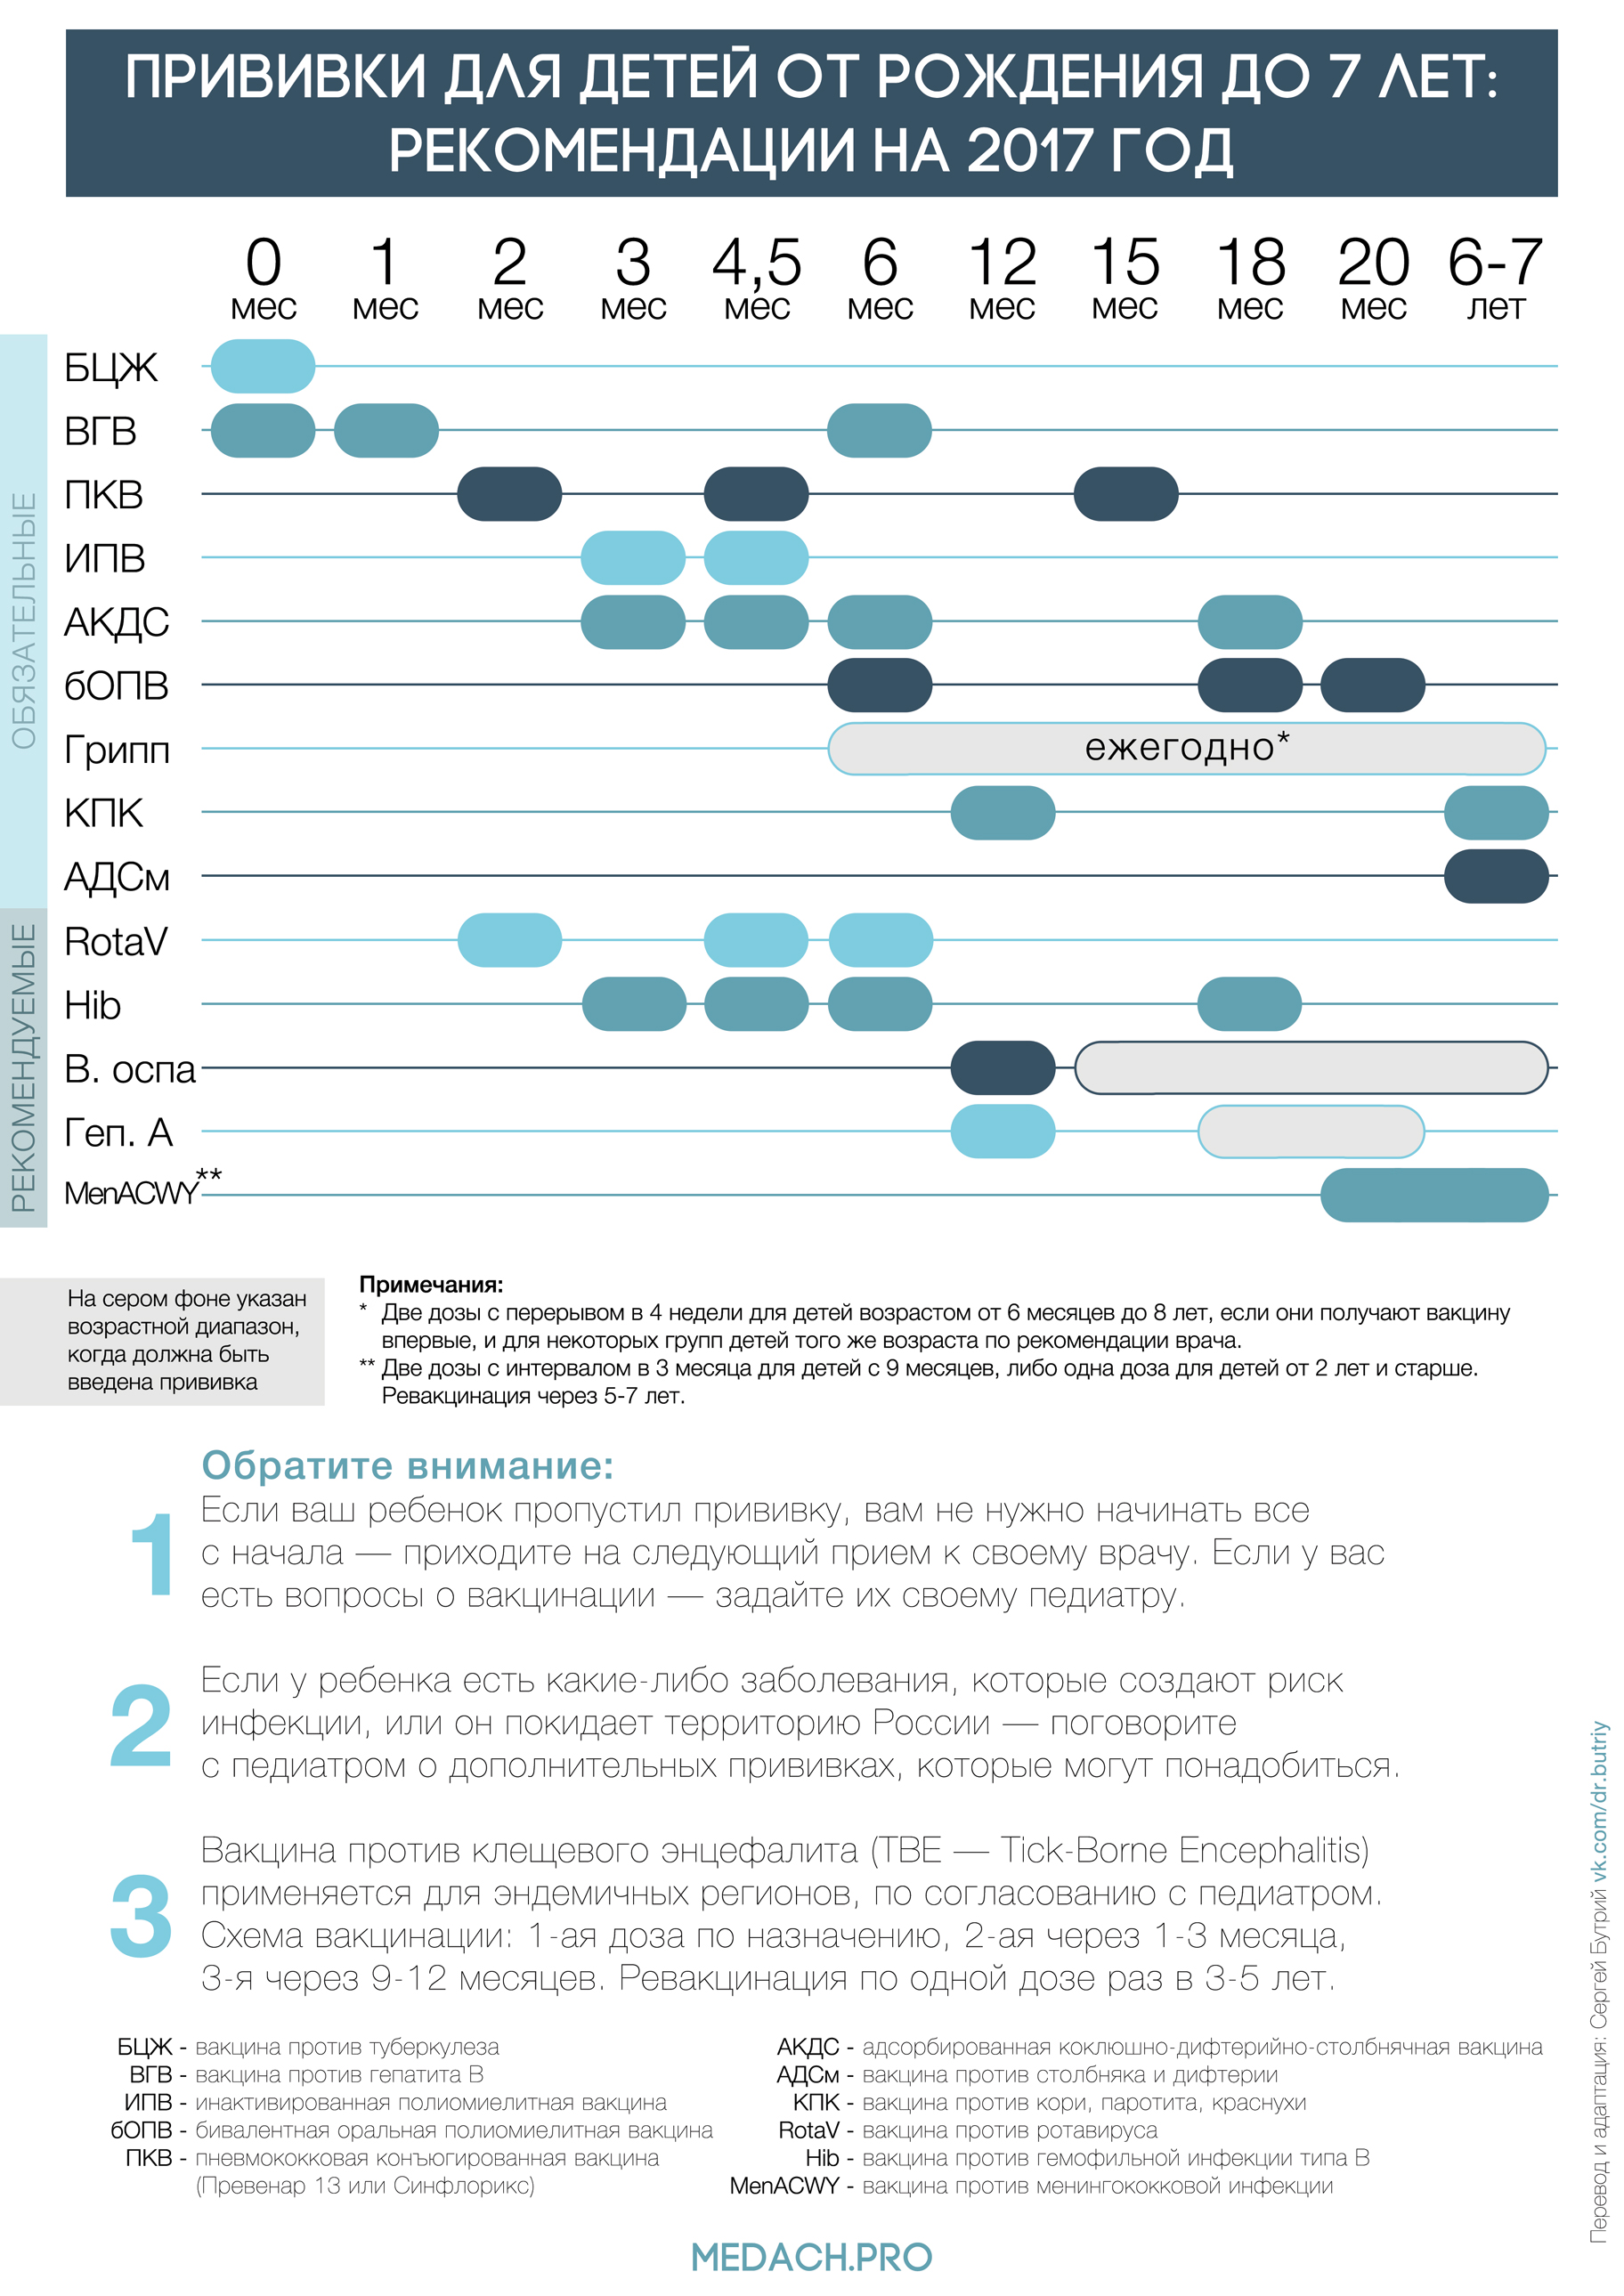 ПРИВИВКИ ДЛЯ ДЕТЕЙ ОТ РОЖДЕНИЯ ДО 7 ЛЕТ:
РЕКОМЕНДАЦИИ НА 2017 ГОД
0 мес 1 мес 2 мес 3 мес 4,5 мес 6 мес 12 мес 15 мес 18 мес 20 мес 6-7 лет
ОБЯЗАТЕЛЬНЫЕ
БЦЖ
ВГВ
ПКВ
ИПВ
АКДС
бОПВ
Грипп ежегодно*
КПК
АДСм
РЕКОМЕНДУЕМЫЕ
RotaV
Hib
В. оспа
Геп. А
MenACWY**
На сером фоне указан
возрастной диапазон,
когда должна быть
введена прививка
Примечания:
* Две дозы с перерывом в 4 недели для детей возрастом от 6 месяцев до 8 лет, если они получают вакцину
впервые, и для некоторых групп детей того же возраста по рекомендации врача.
** Две дозы с интервалом в 3 месяца для детей с 9 месяцев, либо одна доза для детей от 2 лет и старше.
Ревакцинация через 5-7 лет.
Обратите внимание:
1
Если ваш ребенок пропустил прививку, вам не нужно начинать все
с начала — приходите на следующий прием к своему врачу. Если у вас
есть вопросы о вакцинации — задайте их своему педиатру.
2
Если у ребенка есть какие-либо заболевания, которые создают риск
инфекции, или он покидает территорию России — поговорите
с педиатром о дополнительных прививках, которые могут понадобиться.
3
Вакцина против клещевого энцефалита (TBE — Tick-Borne Encephalitis)
применяется для эндемичных регионов, по согласованию с педиатром.
Схема вакцинации: 1-ая доза по назначению, 2-ая через 1-3 месяца,
3-я через 9-12 месяцев. Ревакцинация по одной дозе раз в 3-5 лет.
БЦЖ - вакцина против туберкулеза
ВГВ - вакцина против гепатита В
ИПВ - инактивированная полиомиелитная вакцина
бОПВ - бивалентная оральная полиомиелитная вакцина
ПКВ - пневмококковая конъюгированная вакцина
(Превенар 13 или Синфлорикс)
АКДС - адсорбированная коклюшно-дифтерийно-столбнячная вакцина
АДСм - вакцина против столбняка и дифтерии
КПК - вакцина против кори, паротита, краснухи
RotaV - вакцина против ротавируса
Hib - вакцина против гемофильной инфекции типа B
MenACWY - вакцина против менингококковой инфекции
Перевод и адаптация: Сергей Бутрий vk.com/dr.butriy
MEDACH.PRO